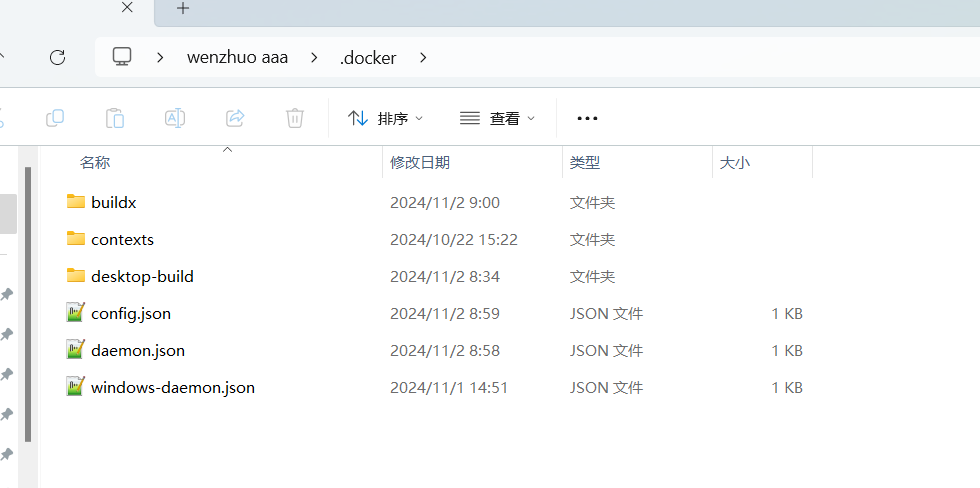 wenzhuo aaa .docker
排序 查看
名称 修改日期 类型 大小
buildx 2024/11/2 9:00 文件夹
contexts 2024/10/22 15:22 文件夹
desktop-build 2024/11/2 8:34 文件夹
config.json 2024/11/2 8:59 JSON 文件 1 KB
daemon.json 2024/11/2 8:58 JSON 文件 1 KB
windows-daemon.json 2024/11/1 14:51 JSON 文件 1 KB